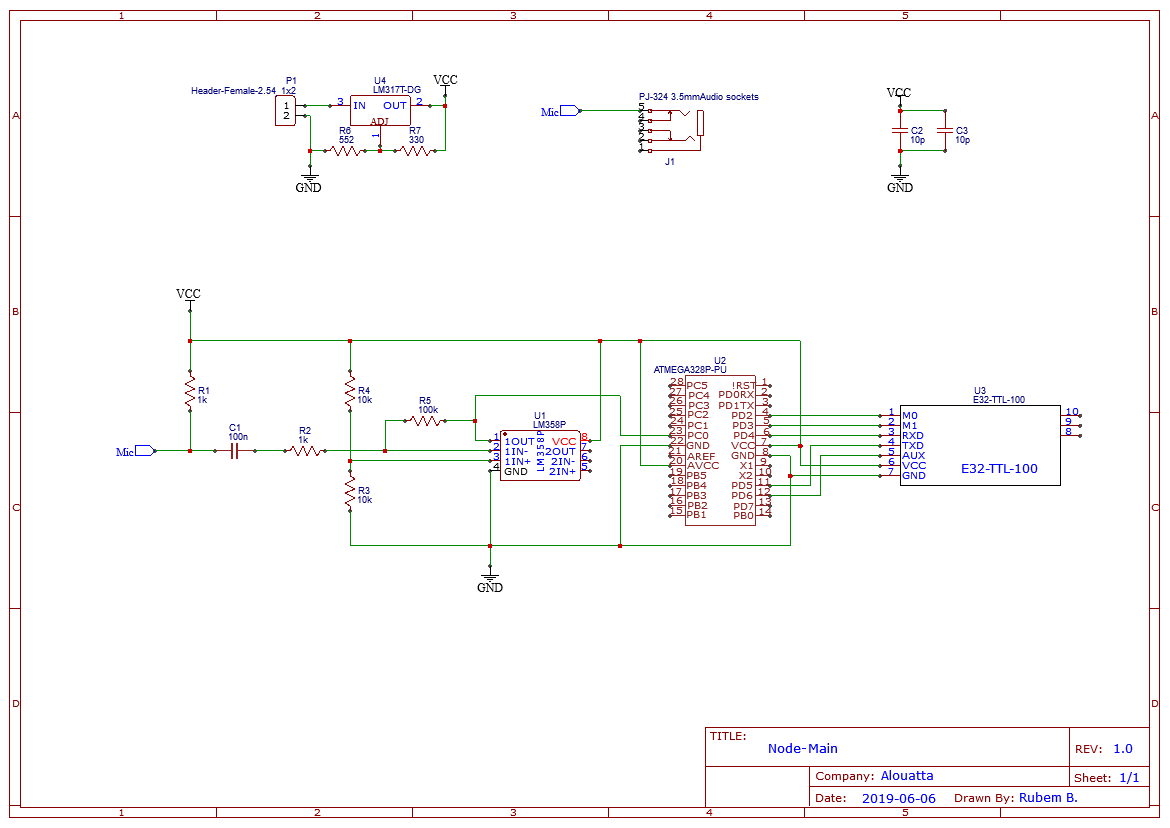 1 2 3 4 5
A
B
C
D
A
B
C
D
P1
Header-Female-2.54_1x2
1
2
U4
LM317T-DG
3 IN OUT 2
ADJ
1
VCC
R6
552
R7
330
GND
Mic
PJ-324 3.5mmAudio sockets
5
4
3
2
1
J1
VCC
C2
10p
C3
10p
GND
VCC
R1
1k
Mic
C1
100n
R2
1k
R4
10k
R3
10k
R5
100k
U1
LM358P
LM358P
1 1OUT VCC 8
2 1IN- 2OUT 7
3 1IN+ 2IN- 6
4 GND 2IN+ 5
GND
U2
ATMEGA328P-PU
28 PC5 !RST 1
27 PC4 PD0RX 2
26 PC3 PD1TX 3
25 PC2 PD2 4
24 PC1 PD3 5
23 PC0 PD4 6
22 GND VCC 7
21 AREF GND 8
20 AVCC X1 9
19 PB5 X2 10
18 PB4 PD5 11
17 PB3 PD6 12
16 PB2 PD7 13
15 PB1 PB0 14
U3
E32-TTL-100
1 M0 10
2 M1 9
3 RXD 8
4 TXD
5 AUX
6 VCC
7 GND
E32-TTL-100
TITLE:
Node-Main
REV: 1.0
Company: Alouatta
Sheet: 1/1
Date: 2019-06-06 Drawn By: Rubem B.
1 2 3 4 5